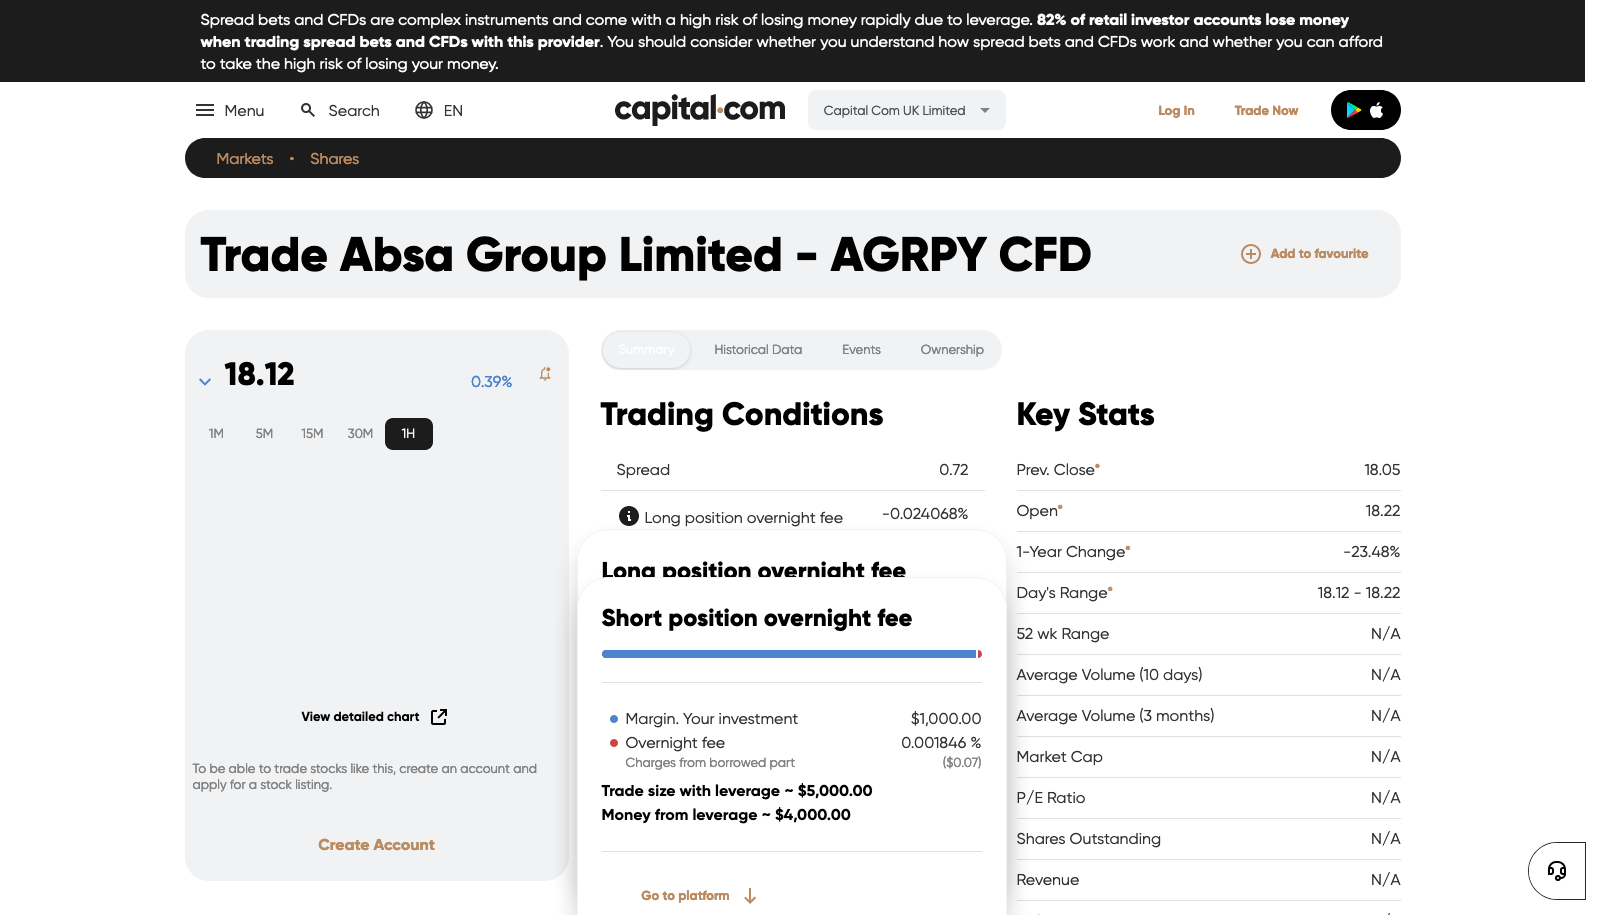 Spread bets and CFDs are complex instruments and come with a high risk of losing money rapidly due to leverage. 82% of retail investor accounts lose money
when trading spread bets and CFDs with this provider. You should consider whether you understand how spread bets and CFDs work and whether you can afford
to take the high risk of losing your money.
Menu Search EN capital.com Capital Com UK Limited Log In Trade Now
Markets • Shares
Trade Absa Group Limited - AGRPY CFD Add to favourite
18.12 0.39%
1M 5M 15M 30M 1H
View detailed chart
To be able to trade stocks like this, create an account and
apply for a stock listing.
Create Account
Summary Historical Data Events Ownership
Trading Conditions
Spread 0.72
Long position overnight fee -0.024068%
Long position overnight fee
Short position overnight fee
Margin. Your investment $1,000.00
Overnight fee 0.001846 %
Charges from borrowed part ($0.07)
Trade size with leverage ~ $5,000.00
Money from leverage ~ $4,000.00
Go to platform
Key Stats
Prev. Close* 18.05
Open* 18.22
1-Year Change* -23.48%
Day's Range* 18.12 - 18.22
52 wk Range N/A
Average Volume (10 days) N/A
Average Volume (3 months) N/A
Market Cap N/A
P/E Ratio N/A
Shares Outstanding N/A
Revenue N/A